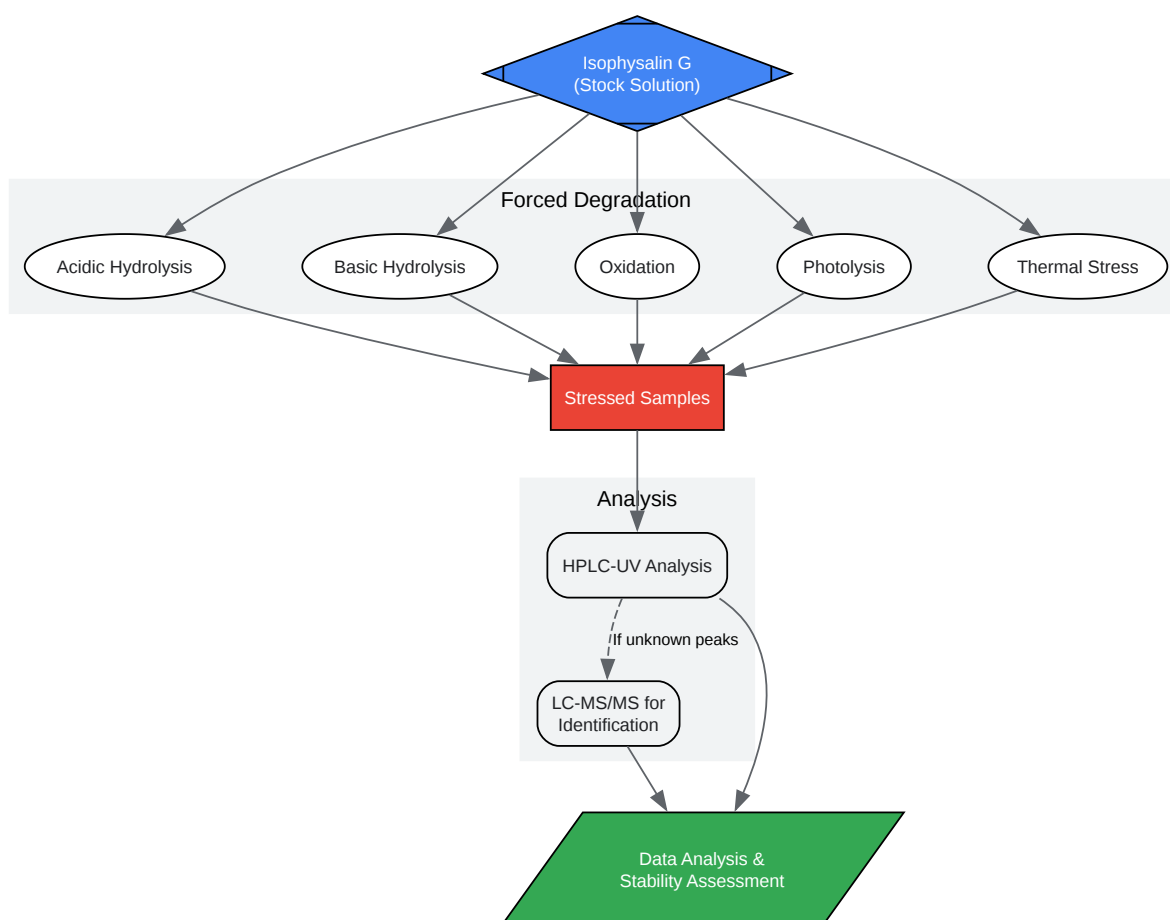 Isophysalin G
(Stock Solution)
Forced Degradation
Acidic Hydrolysis
Basic Hydrolysis
Oxidation
Photolysis
Thermal Stress
Stressed Samples
Analysis
HPLC-UV Analysis
If unknown peaks
LC-MS/MS for
Identification
Data Analysis &
Stability Assessment